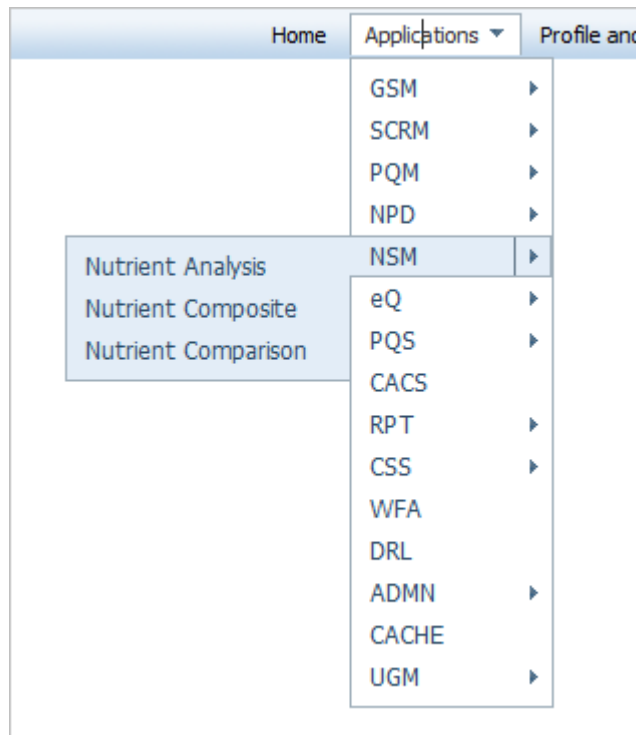 Home Applications Profile and
GSM
SCRM
PQM
NPD
NSM
Nutrient Analysis
Nutrient Composite
Nutrient Comparison
eQ
PQS
CACS
RPT
CSS
WFA
DRL
ADMN
CACHE
UGM